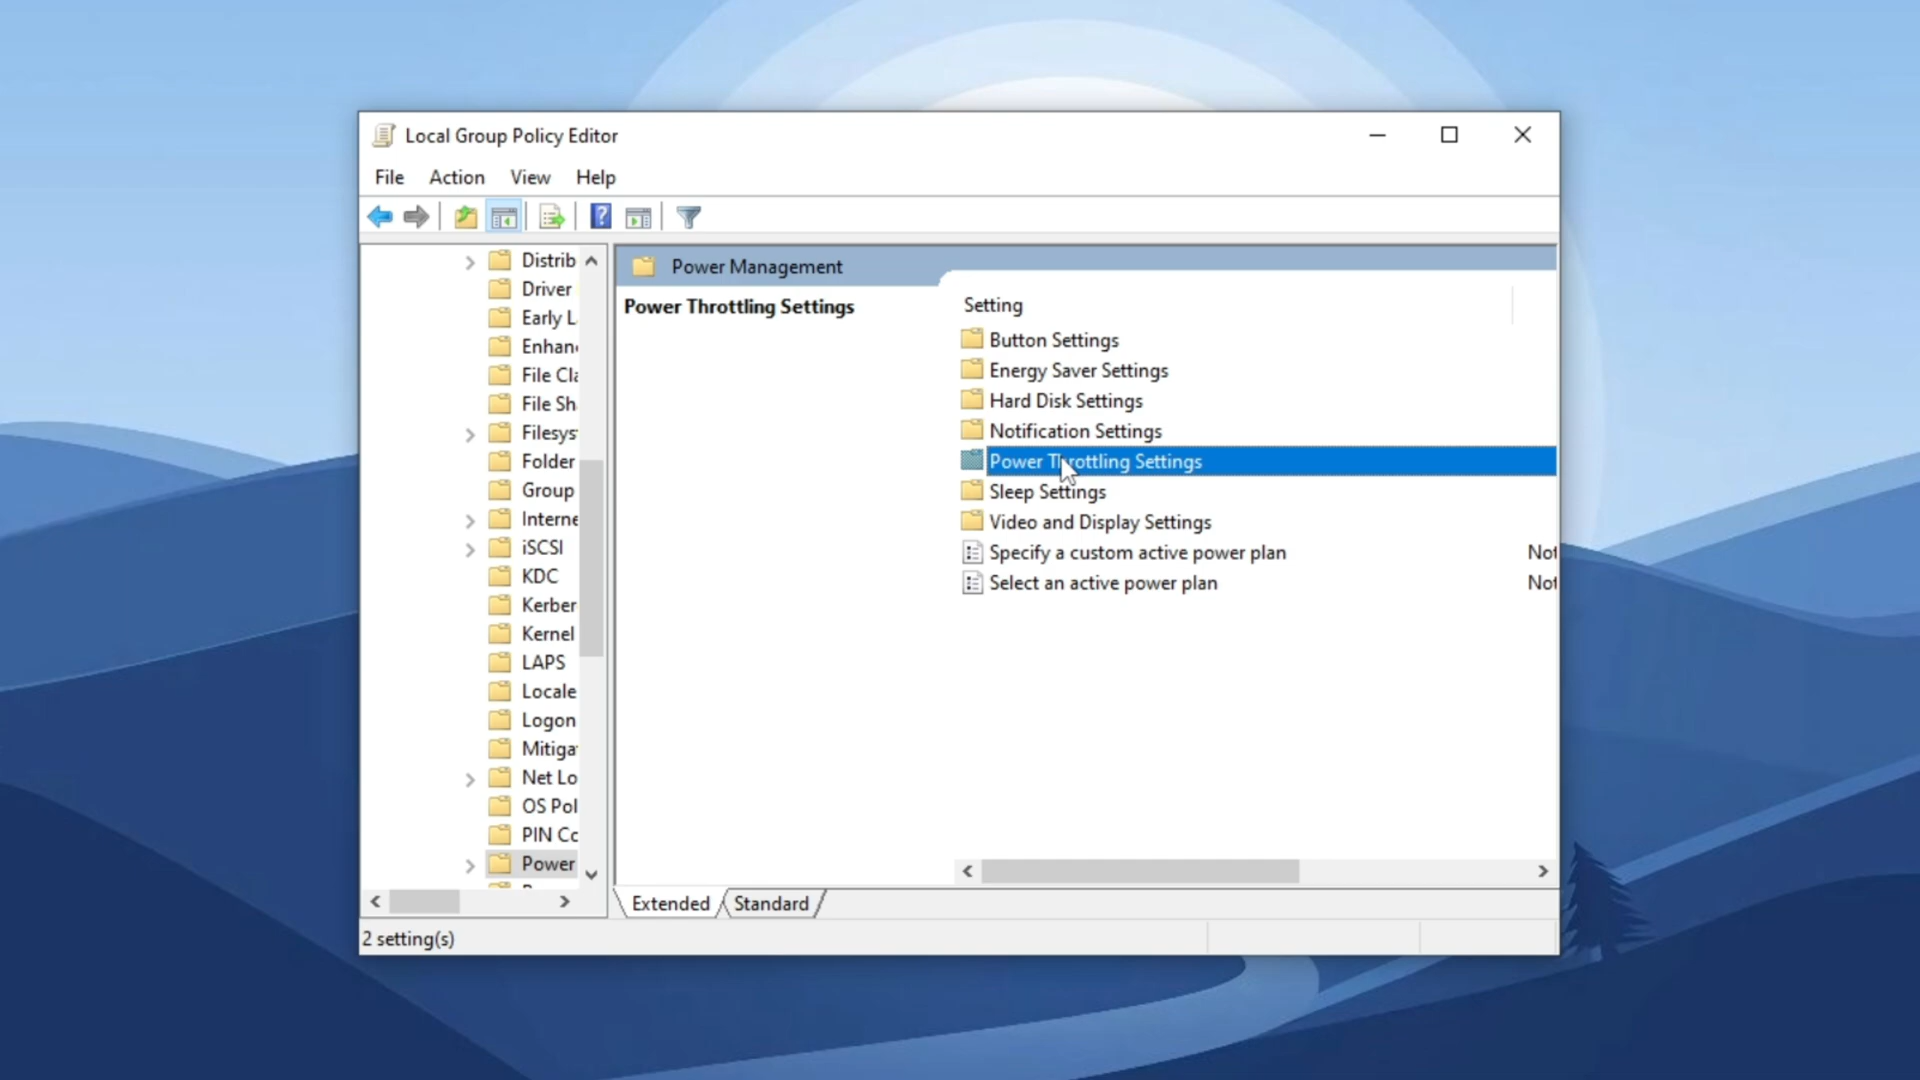 Local Group Policy Editor
File Action View Help
Distrib
Driver
Early L
Enhan
File Cla
File Sh
Filesys
Folder
Group
Interne
iSCSI
KDC
Kerber
Kernel
LAPS
Locale
Logon
Mitiga
Net Lo
OS Pol
PIN Co
Power
Power Management
Power Throttling Settings
Setting
Button Settings
Energy Saver Settings
Hard Disk Settings
Notification Settings
Power Throttling Settings
Sleep Settings
Video and Display Settings
Specify a custom active power plan Not
Select an active power plan Not
Extended Standard
2 setting(s)